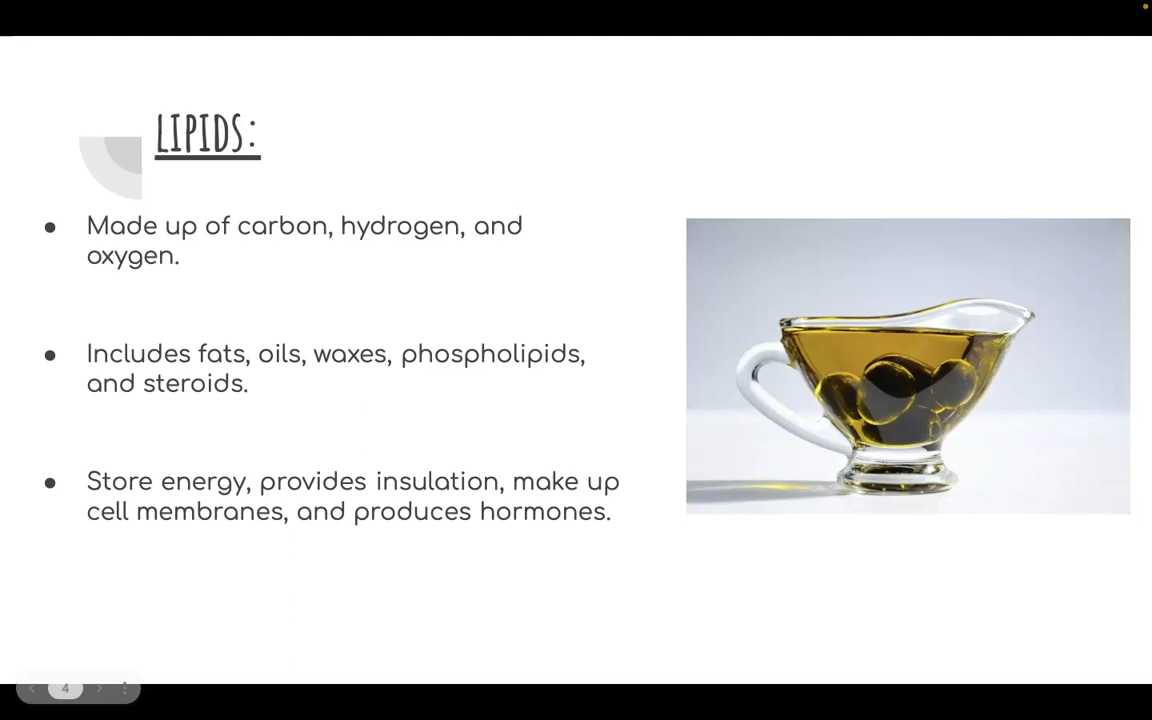 LIPIDS:
● Made up of carbon, hydrogen, and
oxygen.
● Includes fats, oils, waxes, phospholipids,
and steroids.
● Store energy, provides insulation, make up
cell membranes, and produces hormones.
4